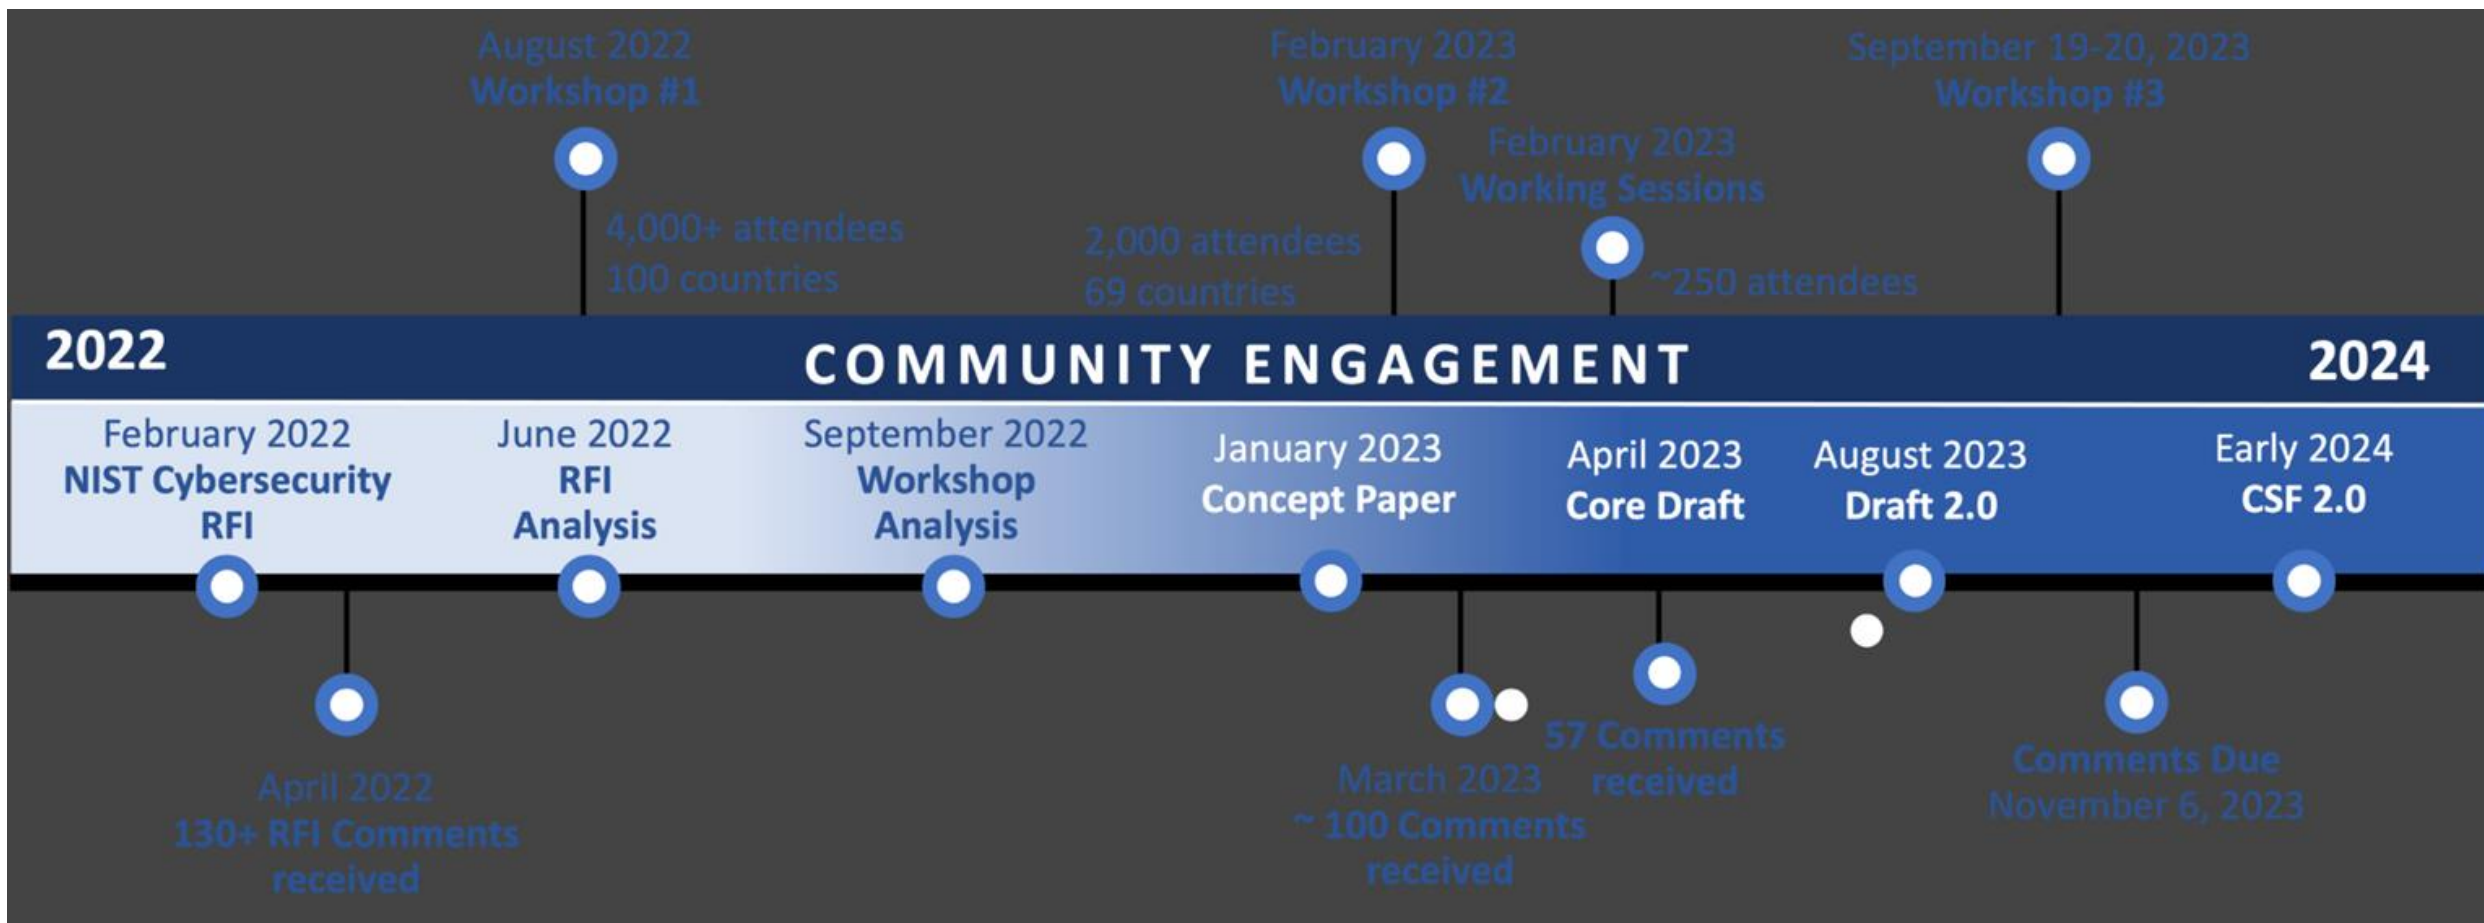 August 2022
Workshop #1
4,000+ attendees
100 countries
February 2023
Workshop #2
2,000 attendees
69 countries
February 2023
Working Sessions
~250 attendees
September 19-20, 2023
Workshop #3
2022
COMMUNITY ENGAGEMENT
2024
February 2022
NIST Cybersecurity
RFI
June 2022
RFI
Analysis
September 2022
Workshop
Analysis
January 2023
Concept Paper
April 2023
Core Draft
August 2023
Draft 2.0
Early 2024
CSF 2.0
April 2022
130+ RFI Comments
received
March 2023
~ 100 Comments
received
57 Comments
received
Comments Due
November 6, 2023